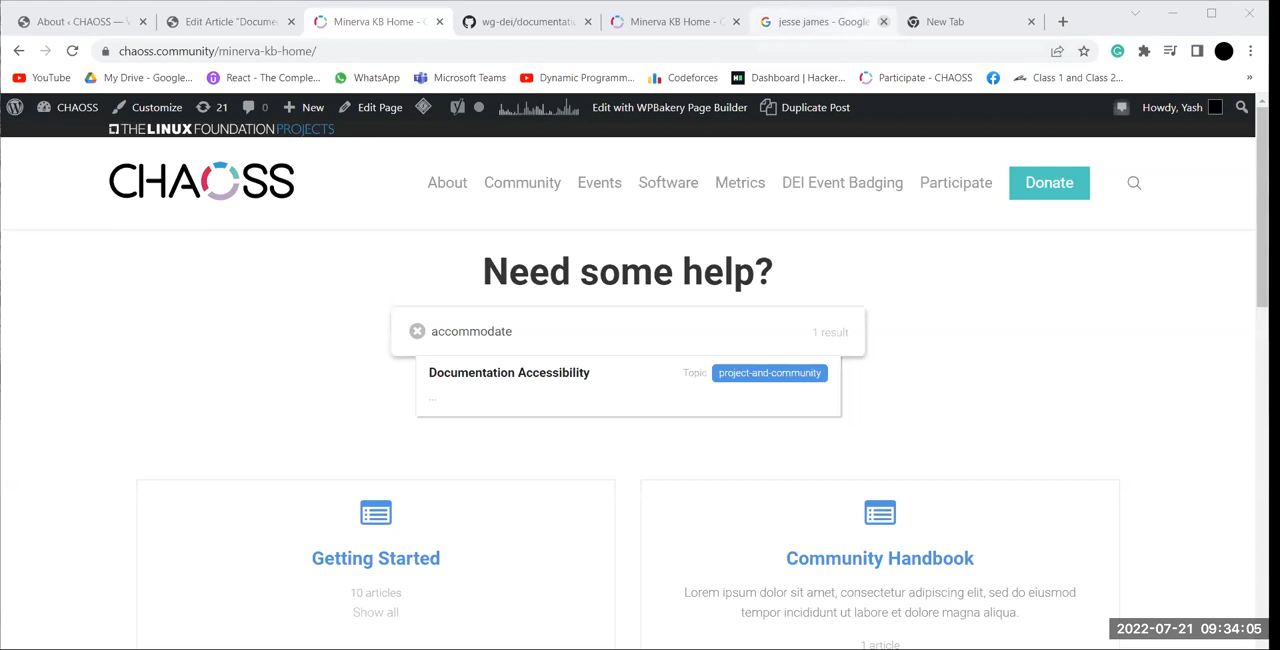 About ‹ CHAOSS — W
Edit Article "Docume
Minerva KB Home - C
wg-dei/documentati
Minerva KB Home - C
jesse james - Google
New Tab
chaoss.community/minerva-kb-home/
YouTube
My Drive - Google...
React - The Comple...
WhatsApp
Microsoft Teams
Dynamic Programm...
Codeforces
Dashboard | Hacker...
Participate - CHAOSS
Class 1 and Class 2...
»
CHAOSS
Customize
21
0
New
Edit Page
Edit with WPBakery Page Builder
Duplicate Post
Howdy, Yash
THE LINUX FOUNDATION PROJECTS
CHAOSS
About
Community
Events
Software
Metrics
DEI Event Badging
Participate
Donate
Need some help?
accommodate
1 result
Documentation Accessibility
Topic
project-and-community
...
Getting Started
10 articles
Show all
Community Handbook
Lorem ipsum dolor sit amet, consectetur adipiscing elit, sed do eiusmod
tempor incididunt ut labore et dolore magna aliqua.
1 article
2022-07-21 09:34:05